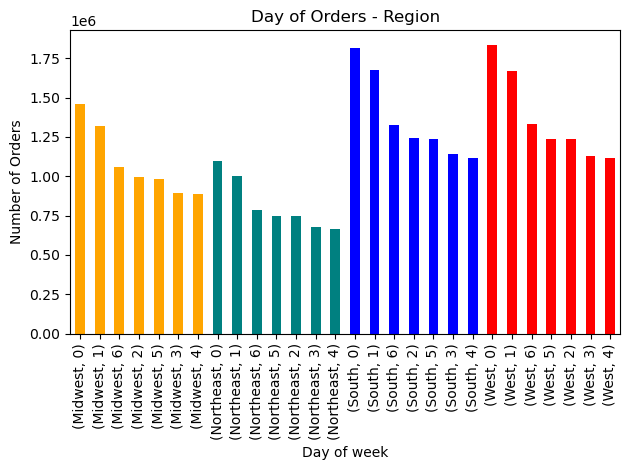 Day of Orders - Region
1e6
Number of Orders
1.75
1.50
1.25
1.00
0.75
0.50
0.25
0.00
(Midwest, 0)
(Midwest, 1)
(Midwest, 6)
(Midwest, 2)
(Midwest, 5)
(Midwest, 3)
(Midwest, 4)
(Northeast, 0)
(Northeast, 1)
(Northeast, 6)
(Northeast, 5)
(Northeast, 2)
(Northeast, 3)
(Northeast, 4)
(South, 0)
(South, 1)
(South, 6)
(South, 2)
(South, 5)
(South, 3)
(South, 4)
(West, 0)
(West, 1)
(West, 6)
(West, 5)
(West, 2)
(West, 3)
(West, 4)
Day of week